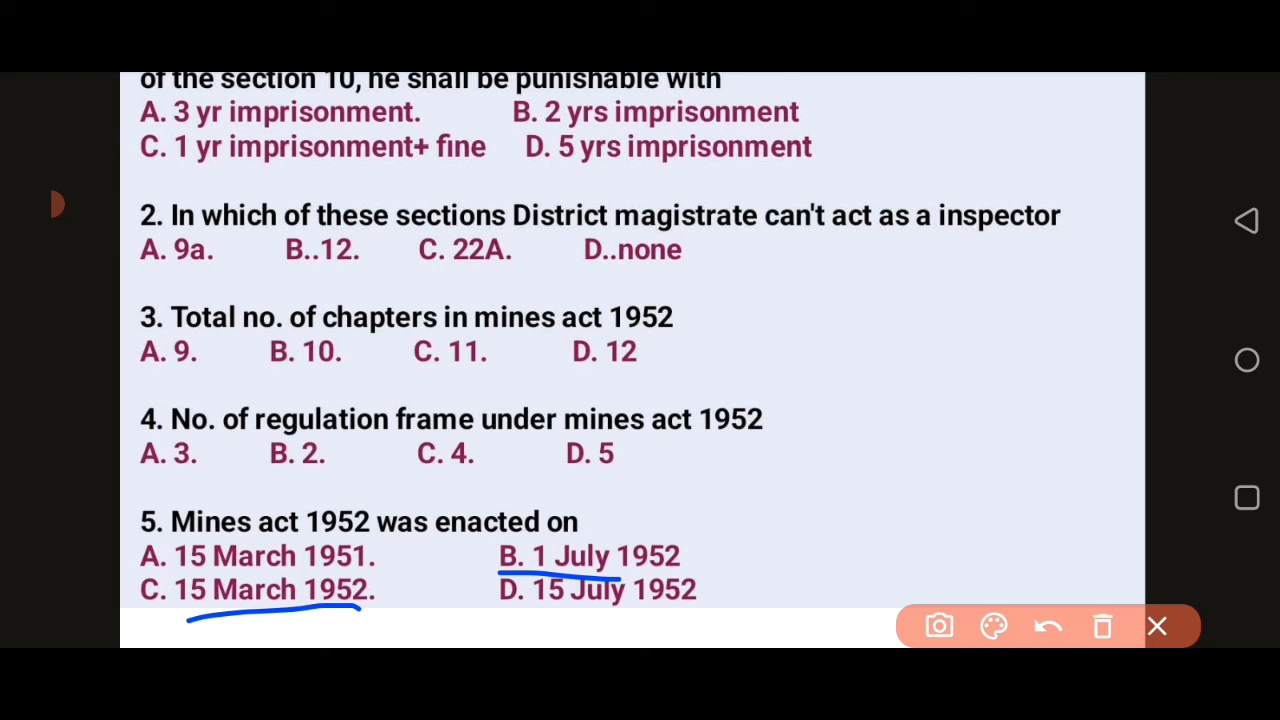 of the section 10, he shall be punishable with
A. 3 yr imprisonment. B. 2 yrs imprisonment
C. 1 yr imprisonment+ fine D. 5 yrs imprisonment
2. In which of these sections District magistrate can't act as a inspector
A. 9a. B..12. C. 22A. D..none
3. Total no. of chapters in mines act 1952
A. 9. B. 10. C. 11. D. 12
4. No. of regulation frame under mines act 1952
A. 3. B. 2. C. 4. D. 5
5. Mines act 1952 was enacted on
A. 15 March 1951. B. 1 July 1952
C. 15 March 1952. D. 15 July 1952